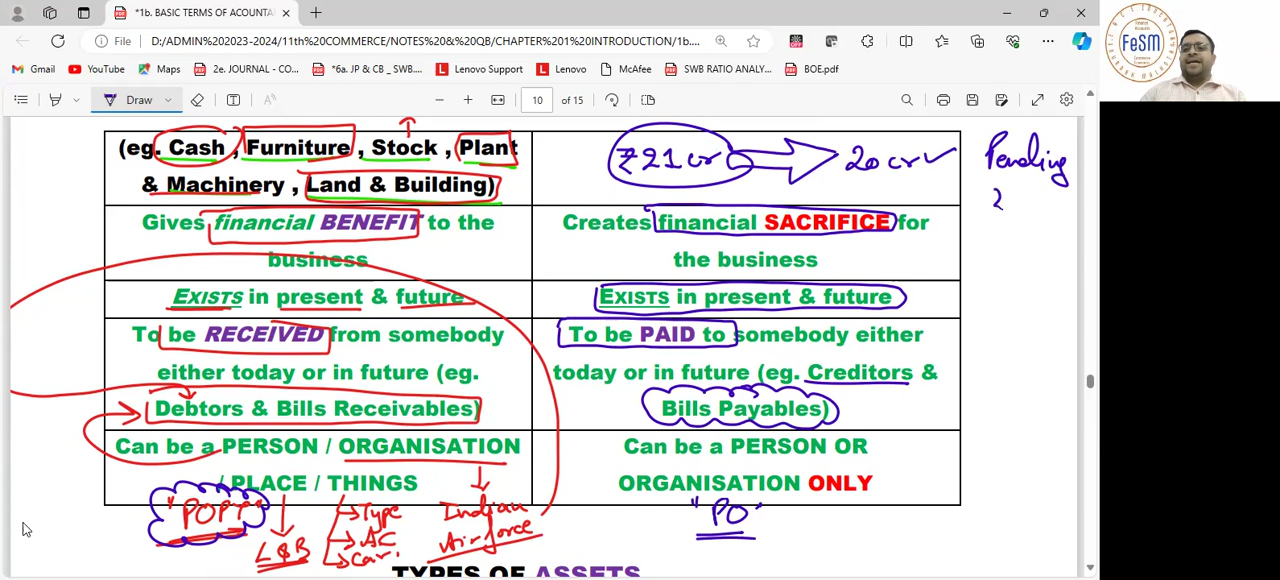 *1b. BASIC TERMS OF ACOUNTA
File
D:/ADMIN%202023-2024/11th%20COMMERCE/NOTES%20&%20QB/CHAPTER%201%20INTRODUCTION/1b....
Gmail YouTube Maps 2e. JOURNAL - CO... *6a. JP & CB _ SWB.... Lenovo Support Lenovo McAfee SWB RATIO ANALY... BOE.pdf
Draw 10 of 15
FeSM
(eg. Cash , Furniture , Stock , Plant
& Machinery , Land & Building)
₹21 cr 20 cr
Pending
2
Gives financial BENEFIT to the
business
Creates financial SACRIFICE for
the business
EXISTS in present & future
EXISTS in present & future
To be RECEIVED from somebody
either today or in future (eg.
Debtors & Bills Receivables)
To be PAID to somebody either
today or in future (eg. Creditors &
Bills Payables)
Can be a PERSON / ORGANISATION
/ PLACE / THINGS
Can be a PERSON OR
ORGANISATION ONLY
"POPT"
L&B
Type
AC
Car
Indian
Airforce
"PO"
TYPES OF ASSETS